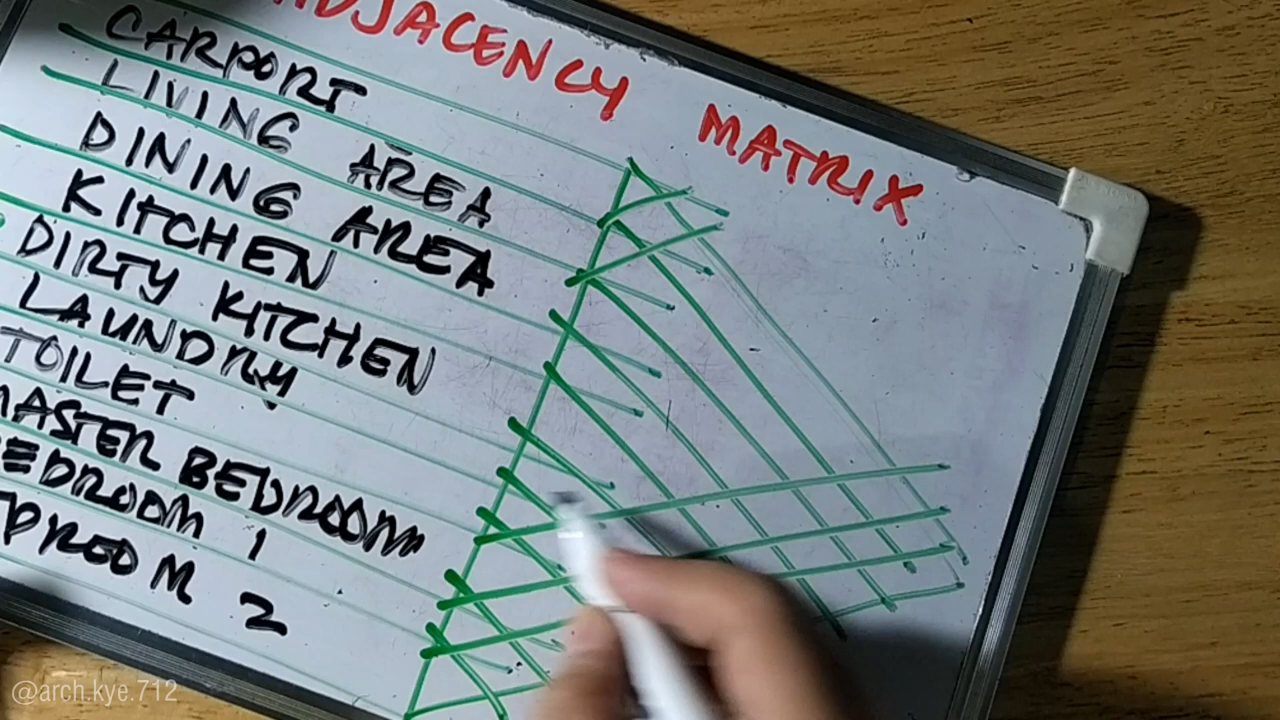 ADJACENCY MATRIX
CARPORT
LIVING AREA
DINING AREA
KITCHEN
DIRTY KITCHEN
LAUNDRY
TOILET
MASTER BEDROOM
BEDROOM 1
BEDROOM 2
@arch.kye.712